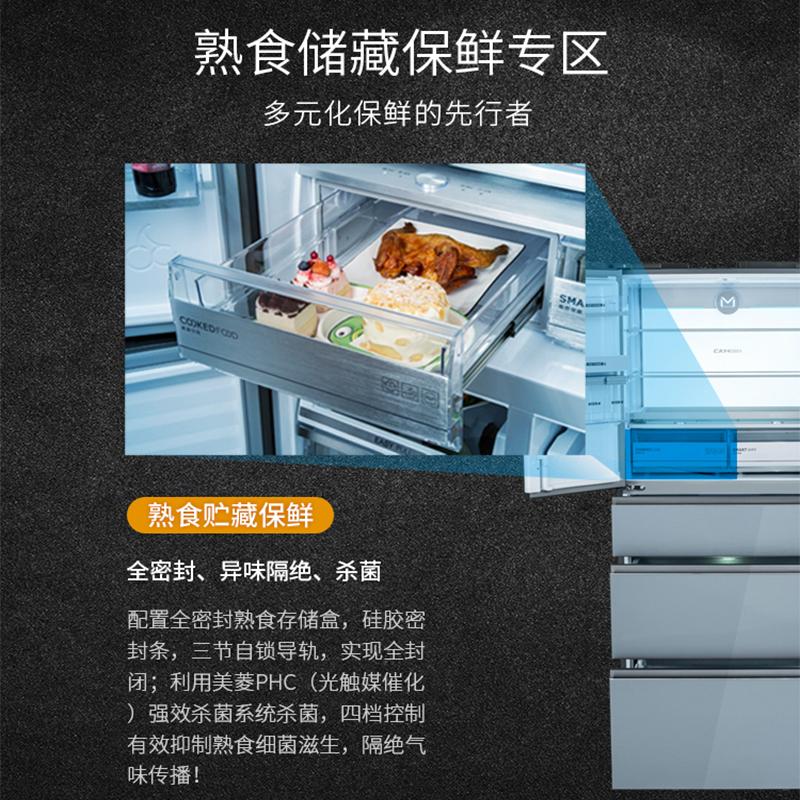 熟食储藏保鲜专区
多元化保鲜的先行者
COOKEDFOOD
SMA
EASY
熟食贮藏保鲜
全密封、异味隔绝、杀菌
配置全密封熟食存储盒，硅胶密
封条，三节自锁导轨，实现全封
闭；利用美菱PHC（光触媒催化
）强效杀菌系统杀菌，四档控制
有效抑制熟食细菌滋生，隔绝气
味传播！